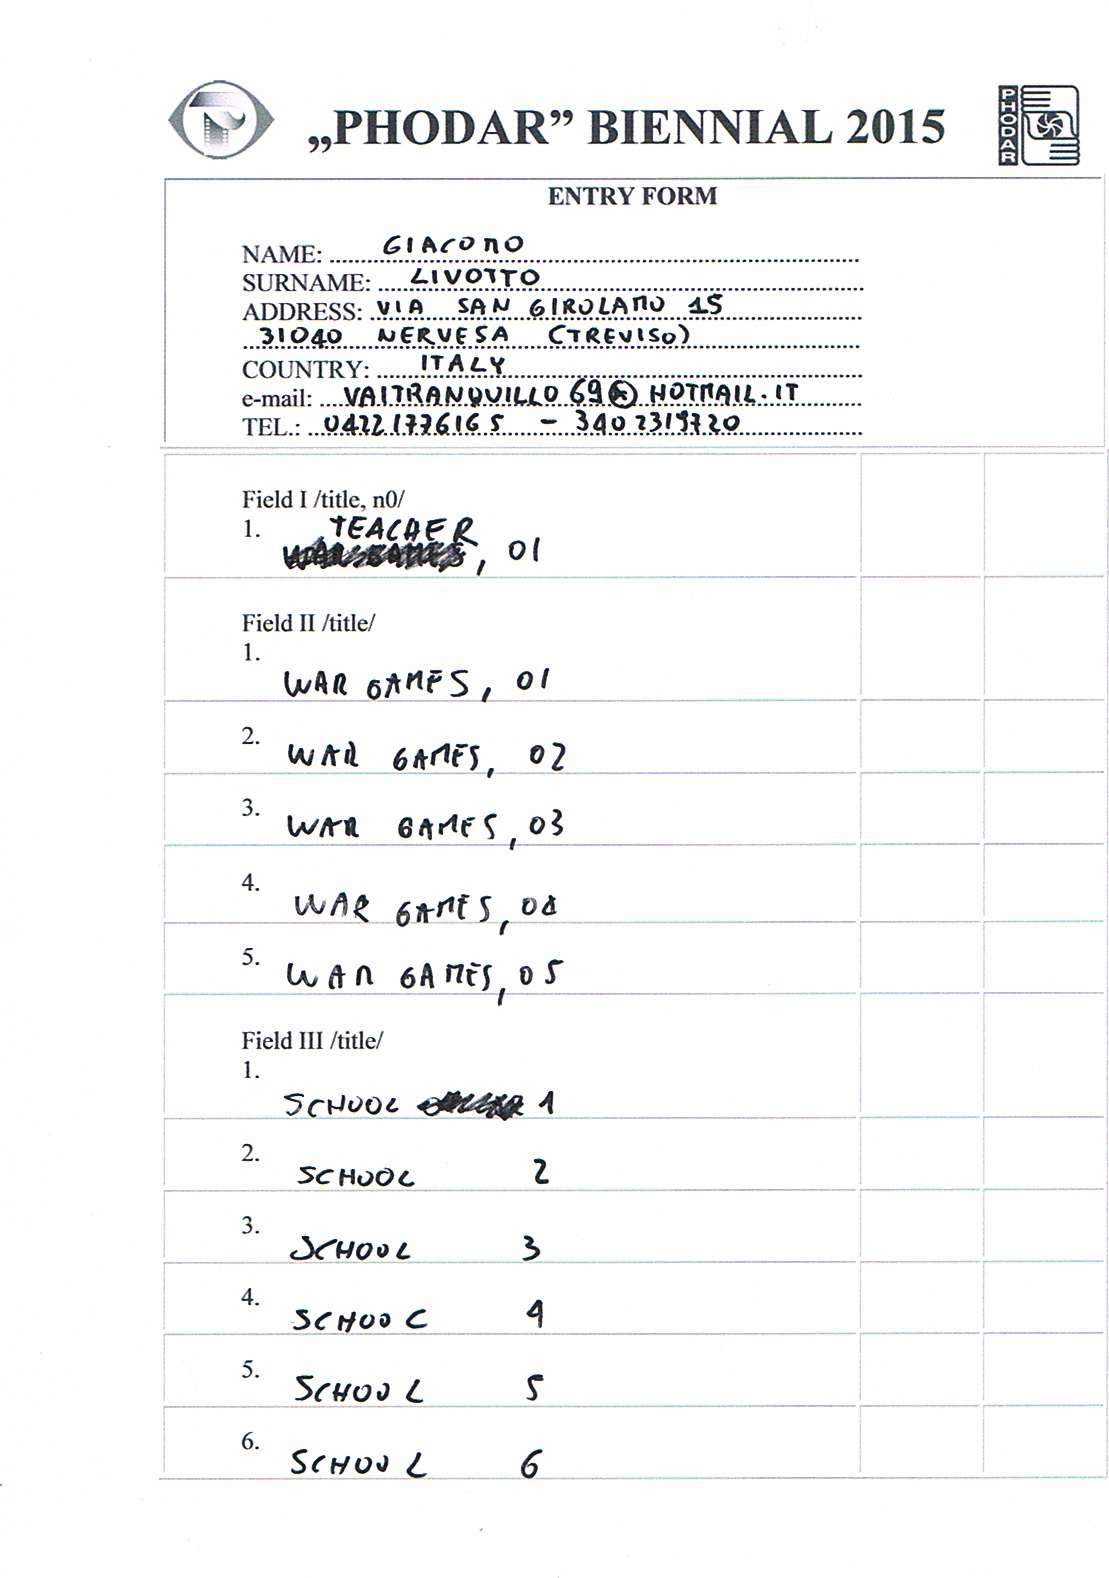 „PHODAR” BIENNIAL 2015
PHODAR
ENTRY FORM
NAME: GIACOMO
SURNAME: LIVOTTO
ADDRESS: VIA SAN GIROLAMO 15
31040 NERVESA (TREVISO)
COUNTRY: ITALY
e-mail: VAITRANQUILLO69@HOTMAIL.IT
TEL.: 04221776165 - 3402319720
Field I /title, n0/
1. TEACHER
, 01
Field II /title/
1.
WAR GAMES, 01
2. WAR GAMES, 02
3. WAR GAMES, 03
4. WAR GAMES, 04
5. WAR GAMES, 05
Field III /title/
1.
SCHOOL 1
2. SCHOOL 2
3. SCHOOL 3
4. SCHOOL 4
5. SCHOOL 5
6. SCHOOL 6